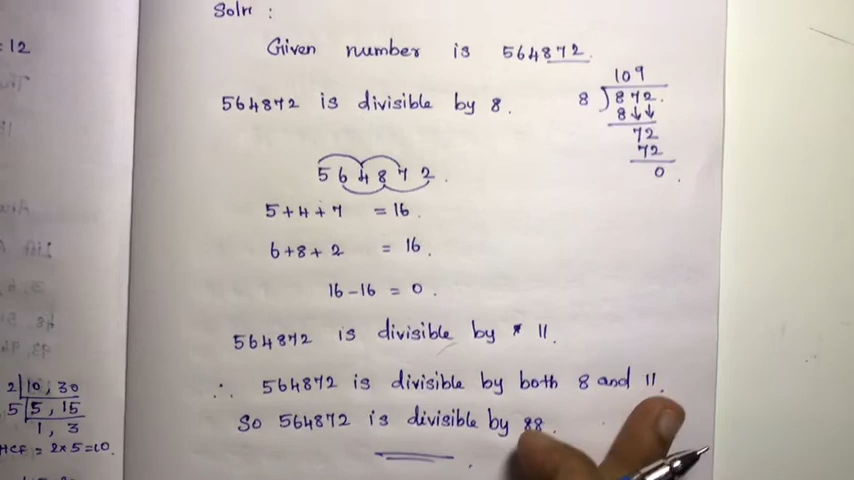 Soln :
Given number is 564872.
564872 is divisible by 8.
109
8 ) 872.
8↓↓
72
72
0.
5 6 4 8 7 2.
5+4+7 = 16.
6+8+2 = 16.
16-16 = 0.
564872 is divisible by * 11.
∴ 564872 is divisible by both 8 and 11.
So 564872 is divisible by 88.
= 12
2 | 10, 30
5 | 5, 15
1, 3
HCF = 2x5=10.